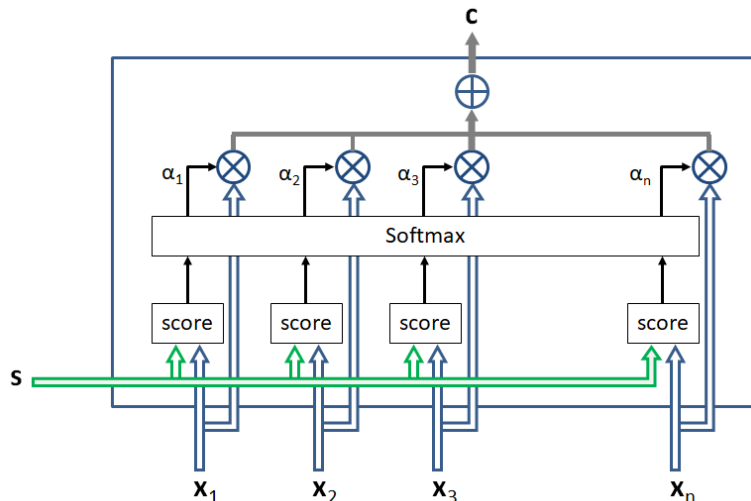 C
α1 α2 α3 αn
Softmax
score score score score
S
X1 X2 X3 Xn